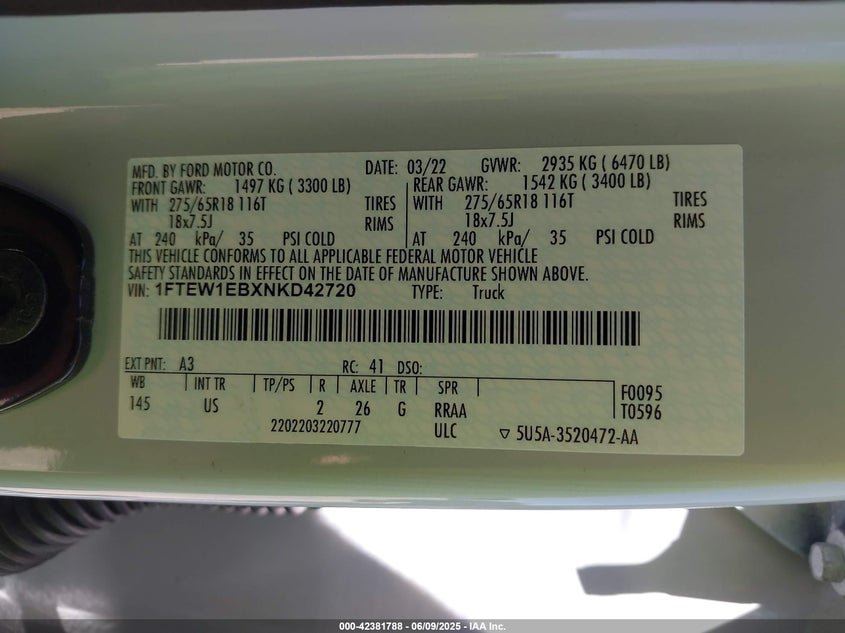 MFD. BY FORD MOTOR CO. DATE: 03/22 GVWR: 2935 KG ( 6470 LB)
FRONT GAWR: 1497 KG ( 3300 LB) REAR GAWR: 1542 KG ( 3400 LB)
WITH 275/65R18 116T TIRES WITH 275/65R18 116T TIRES
18x7.5J RIMS 18x7.5J RIMS
AT 240 kPa/ 35 PSI COLD AT 240 kPa/ 35 PSI COLD
THIS VEHICLE CONFORMS TO ALL APPLICABLE FEDERAL MOTOR VEHICLE
SAFETY STANDARDS IN EFFECT ON THE DATE OF MANUFACTURE SHOWN ABOVE.
VIN: 1FTEW1EBXNKD42720 TYPE: Truck
EXT PNT: A3 RC: 41 DSO:
WB INT TR TP/PS R AXLE TR SPR F0095
145 US 2 26 G RRAA T0596
2202203220777 ULC ▽ 5U5A-3520472-AA
000-42381788 - 06/09/2025 - IAA Inc.